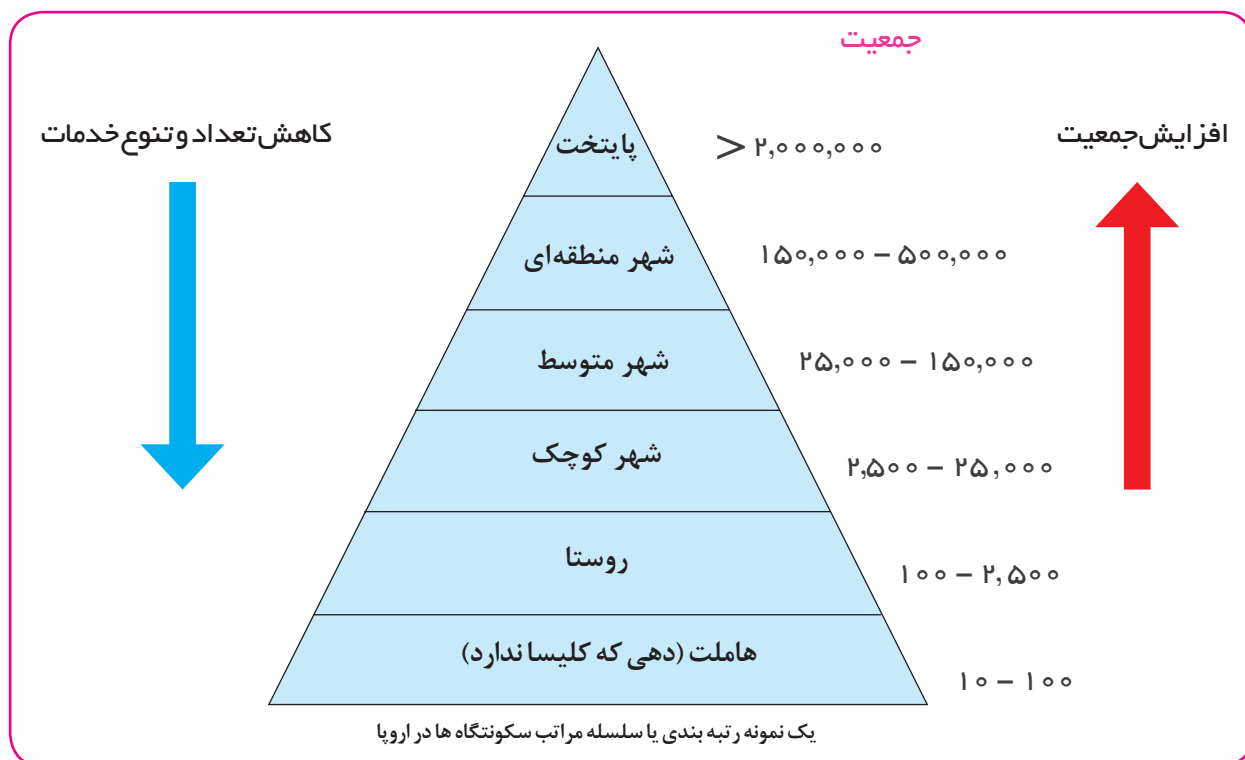 جمعیت
افزایش جمعیت
کاهش تعداد و تنوع خدمات
پایتخت
> ۲,۰۰۰,۰۰۰
شهر منطقه‌ای
۱۵۰,۰۰۰ – ۵۰۰,۰۰۰
شهر متوسط
۲۵,۰۰۰ – ۱۵۰,۰۰۰
شهر کوچک
۲,۵۰۰ – ۲۵,۰۰۰
روستا
۱۰۰ – ۲,۵۰۰
هاملت (دهی که کلیسا ندارد)
۱۰ – ۱۰۰
یک نمونه رتبه بندی یا سلسله مراتب سکونتگاه ها در اروپا